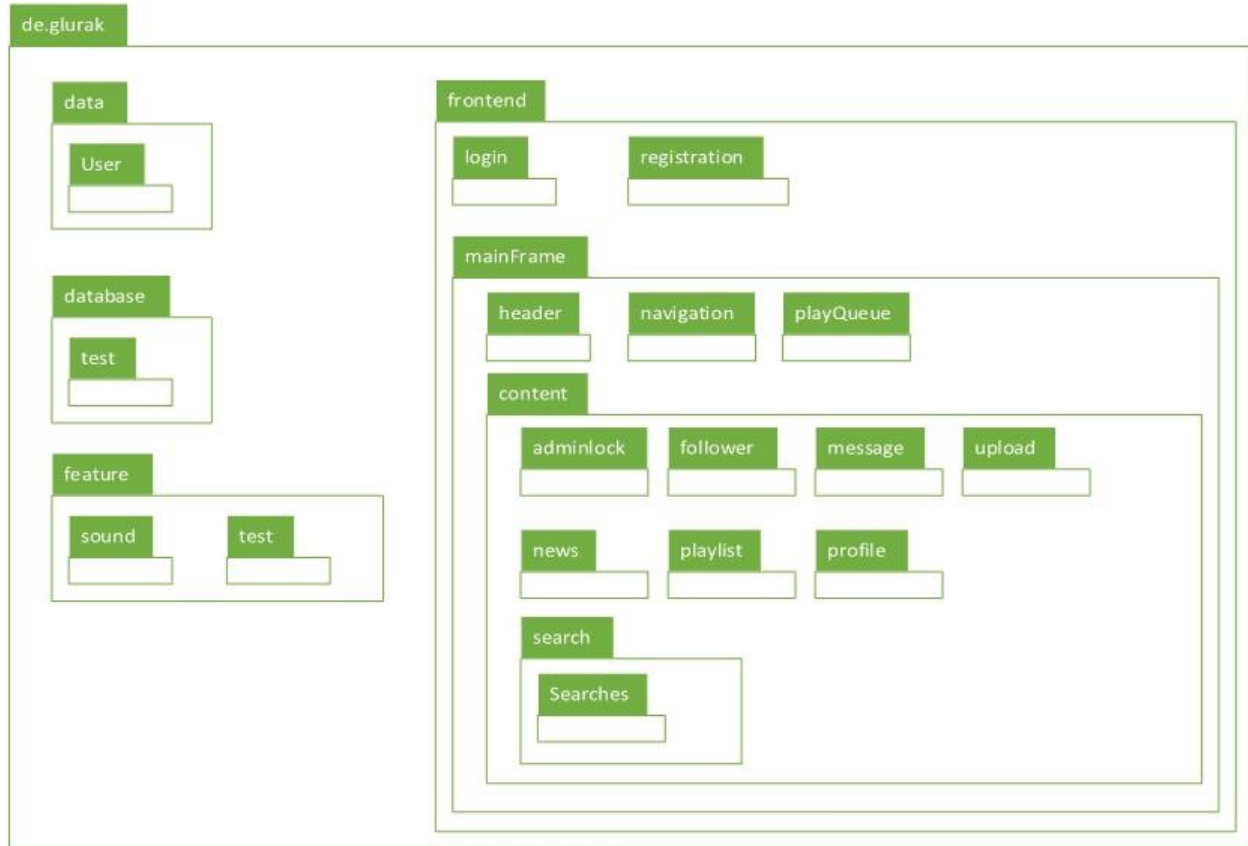 de.glurak
data
User
database
test
feature
sound
test
frontend
login
registration
mainFrame
header
navigation
playQueue
content
adminlock
follower
message
upload
news
playlist
profile
search
Searches